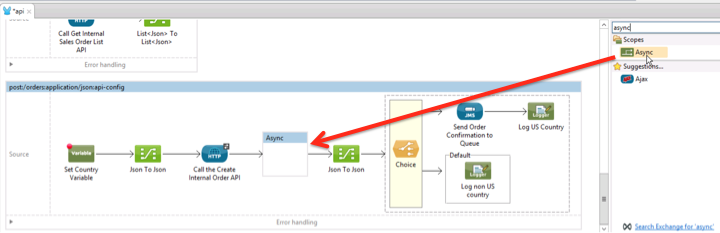 *api
async
Source
HTTP
Call Get Internal
Sales Order List
API
List<Json> To
List<Json>
Error handling
Scopes
Async
Suggestions...
Ajax
post:/orders:application/json:api-config
Source
Variable
Set Country
Variable
Json To Json
HTTP
Call the Create
Internal Order API
Async
Json To Json
Choice
JMS
Send Order
Confirmation to
Queue
Logger
Log US Country
Default
Logger
Log non US
country
Error handling
Search Exchange for 'async'